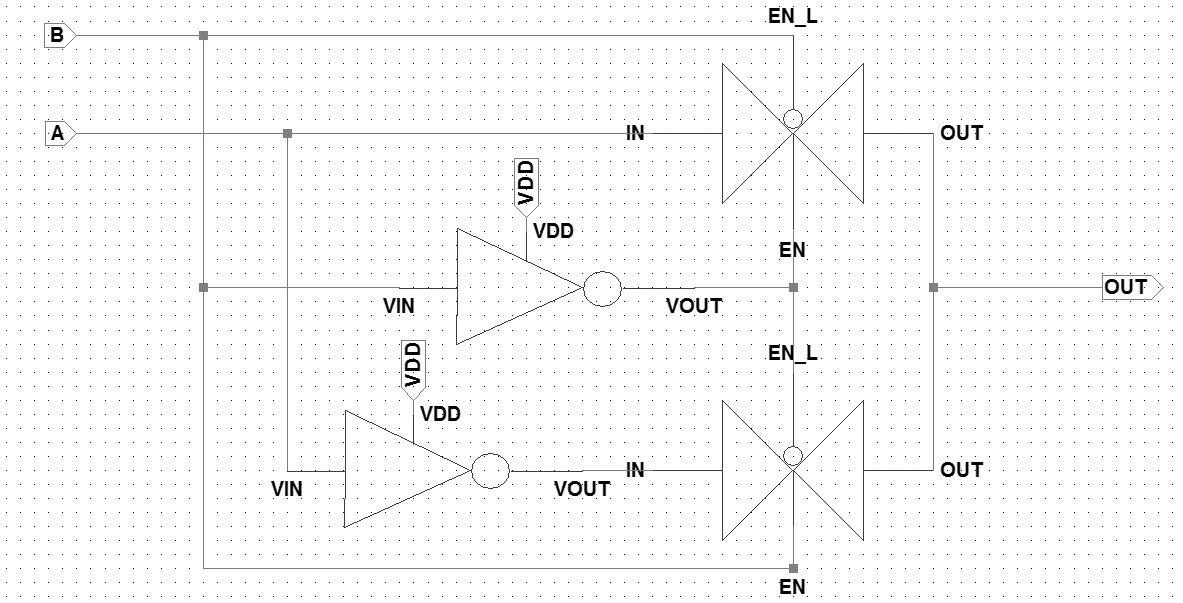 EN_L
B
A
IN
OUT
VDD
VDD
EN
VIN
VOUT
OUT
VDD
EN_L
VDD
IN
OUT
VIN
VOUT
EN